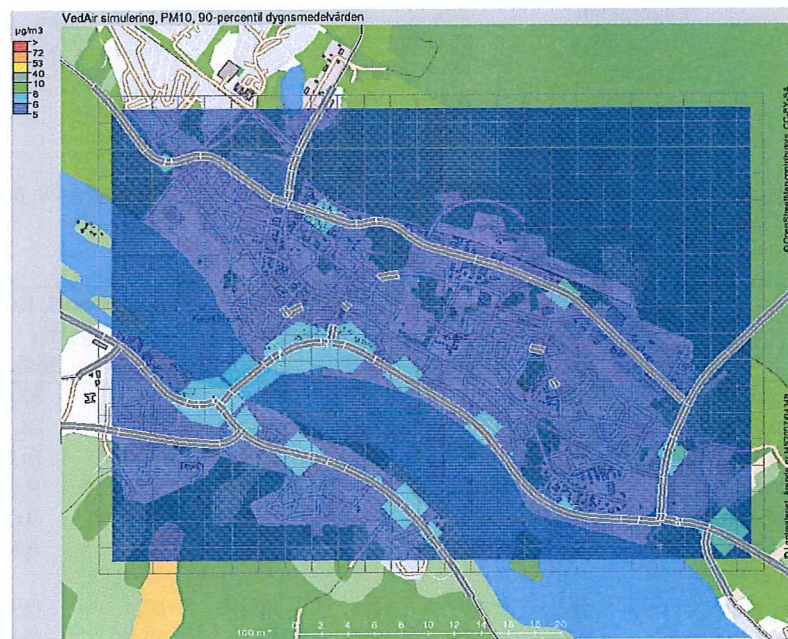 VedAir simulering, PM10, 90-percentil dygnsmedelvärden
µg/m3
>
72
53
40
10
8
6
5
100 m * 0 2 4 6 8 10 12 14 16 18 20
© OpenStreetMap contributors, CC-BY-SA